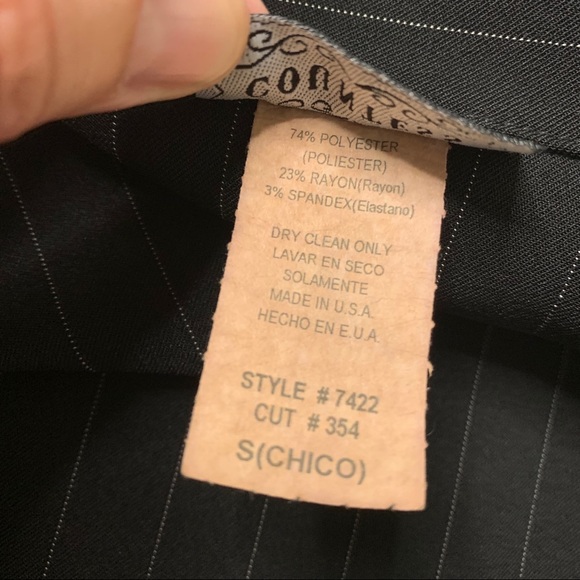 74% POLYESTER
(POLIESTER)
23% RAYON(Rayon)
3% SPANDEX(Elastano)
DRY CLEAN ONLY
LAVAR EN SECO
SOLAMENTE
MADE IN U.S.A.
HECHO EN E.U.A.
STYLE # 7422
CUT # 354
S(CHICO)